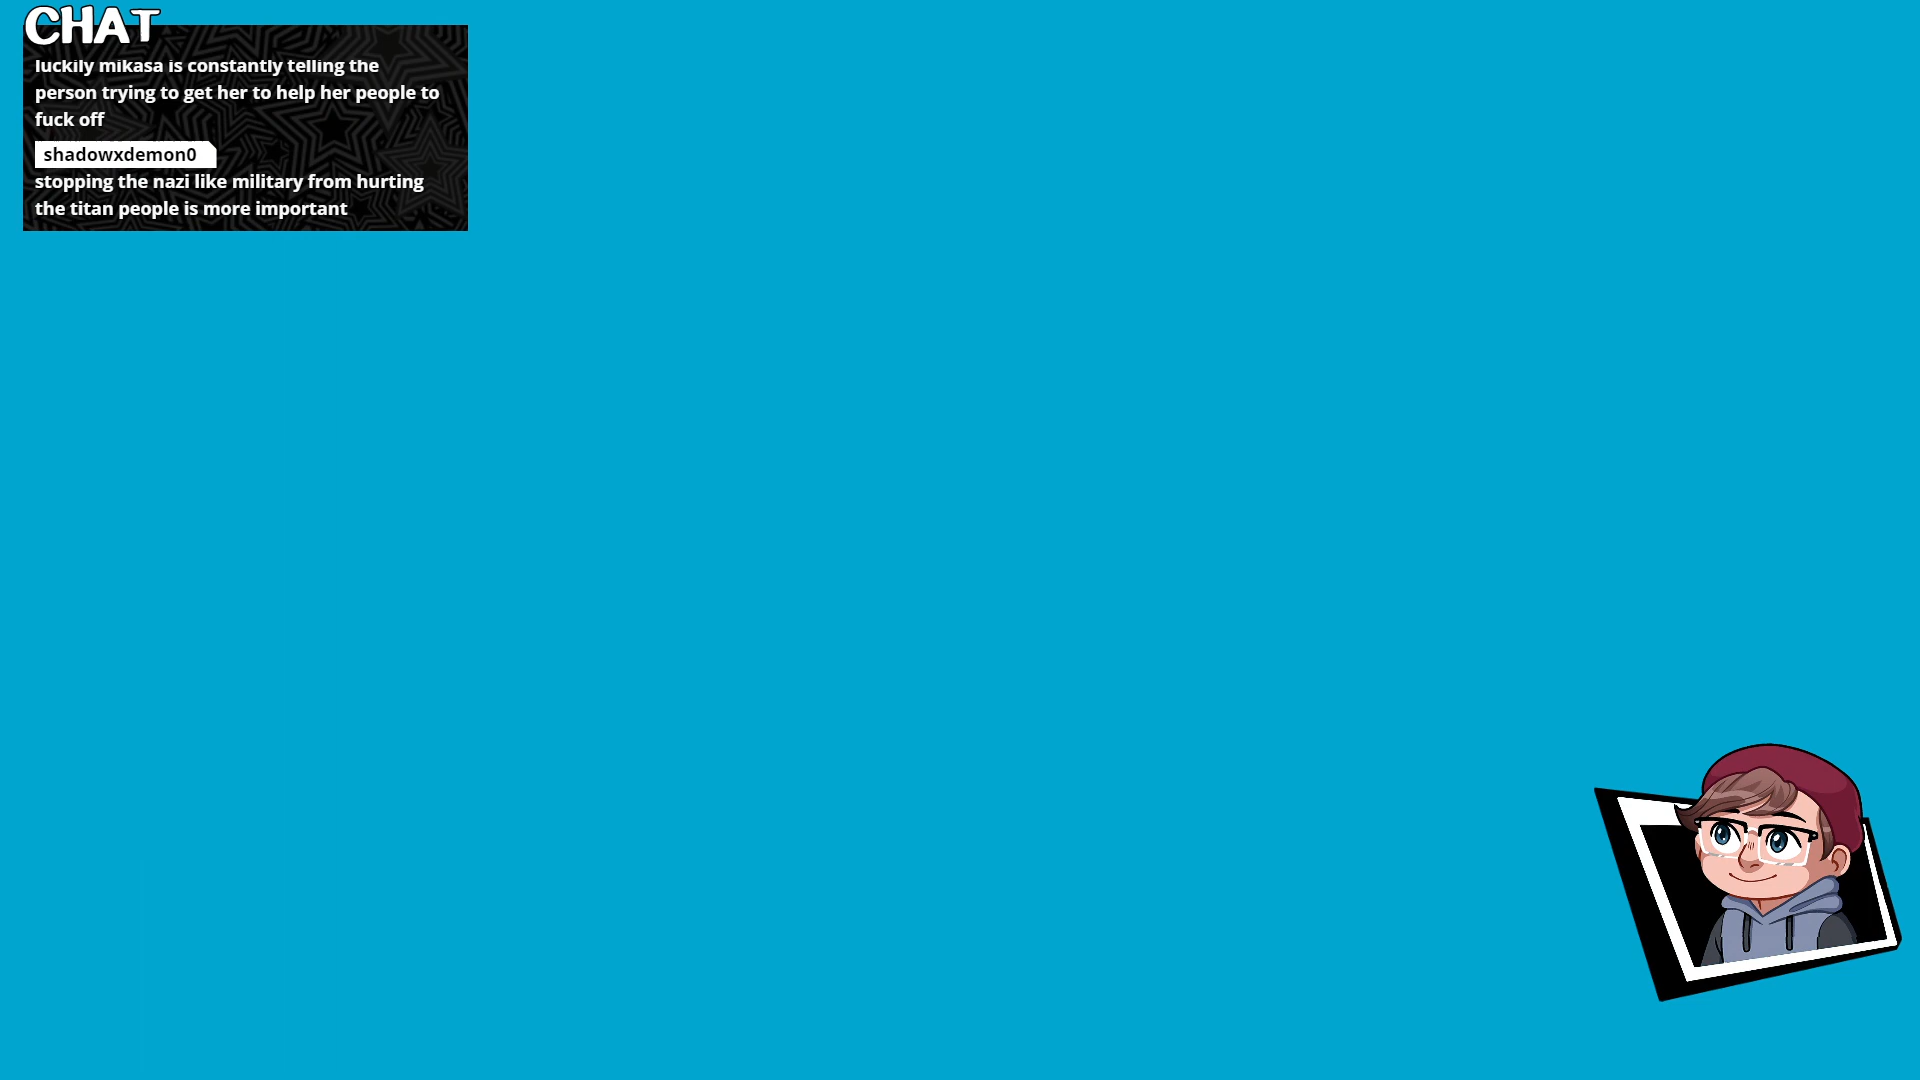 CHAT
luckily mikasa is constantly telling the
person trying to get her to help her people to
fuck off
shadowxdemon0
stopping the nazi like military from hurting
the titan people is more important